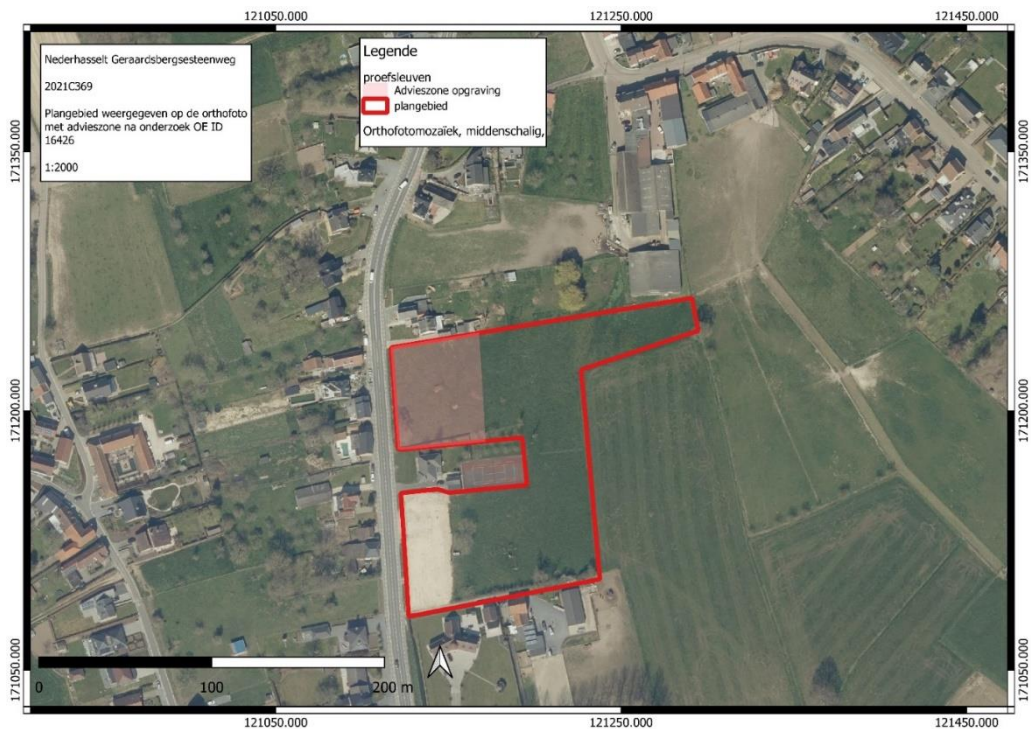 121050.000
121250.000
121450.000
Nederhasselt Geraardsbergsesteenweg
2021C369
Plangebied weergegeven op de orthofoto
met advieszone na onderzoek OE ID
16426
1:2000
Legende
proefsleuven
Advieszone opgraving
plangebied
Orthofotomozaïek, middenschalig,
171350.000
171350.000
171200.000
171200.000
171050.000
171050.000
0
100
200 m
121050.000
121250.000
121450.000